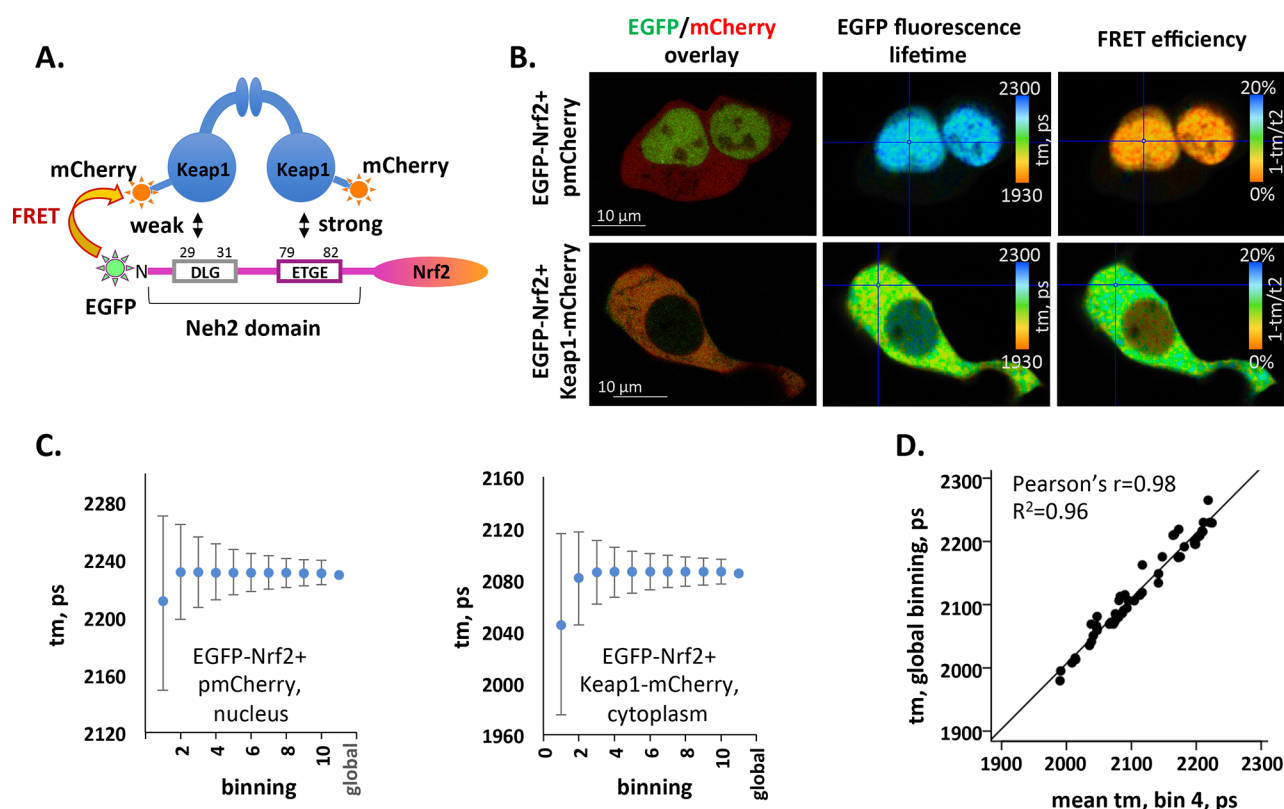 A.
mCherry
Keap1
Keap1
mCherry
FRET
weak
strong
29
31
79
82
N
DLG
ETGE
Nrf2
EGFP
Neh2 domain
B.
EGFP/mCherry
overlay
EGFP fluorescence
lifetime
FRET efficiency
EGFP-Nrf2+
pmCherry
10 µm
2300
tm, ps
1930
20%
1-tm/t2
0%
EGFP-Nrf2+
Keap1-mCherry
10 µm
2300
tm, ps
1930
20%
1-tm/t2
0%
C.
tm, ps
2280
2240
2200
2160
2120
EGFP-Nrf2+
pmCherry,
nucleus
2
4
6
8
10
global
binning
tm, ps
2160
2120
2080
2040
2000
1960
EGFP-Nrf2+
Keap1-mCherry,
cytoplasm
0
2
4
6
8
10
global
binning
D.
tm, global binning, ps
2300
2200
2100
2000
1900
Pearson's r=0.98
R²=0.96
1900
2000
2100
2200
2300
mean tm, bin 4, ps